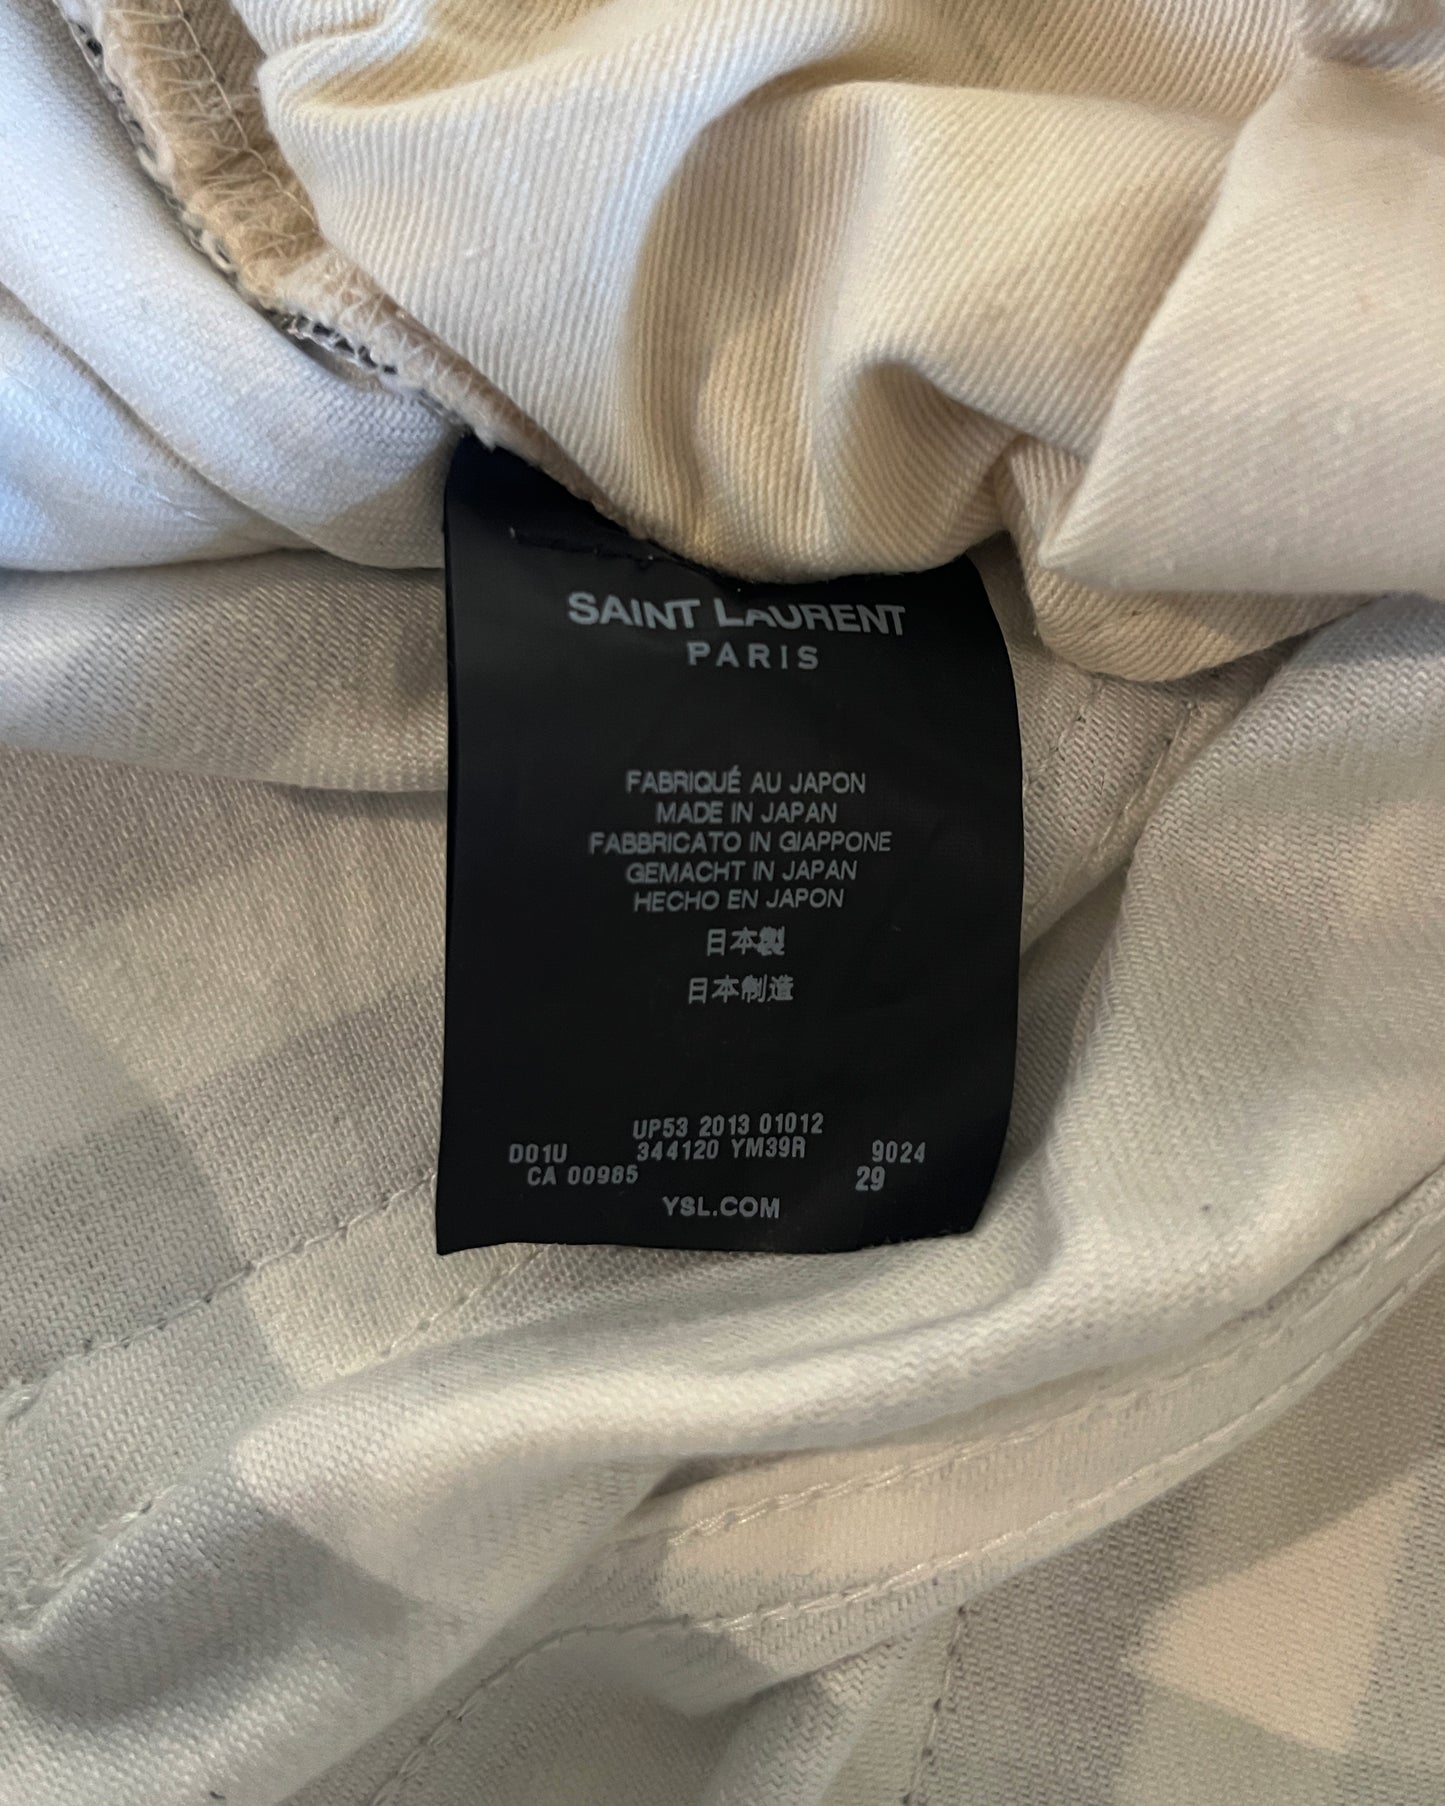 SAINT LAURENT
PARIS
FABRIQUÉ AU JAPON
MADE IN JAPAN
FABBRICATO IN GIAPPONE
GEMACHT IN JAPAN
HECHO EN JAPON
日本製
日本制造
UP53 2013 01012
D01U 344120 YM39R 9024
CA 00985 29
YSL.COM